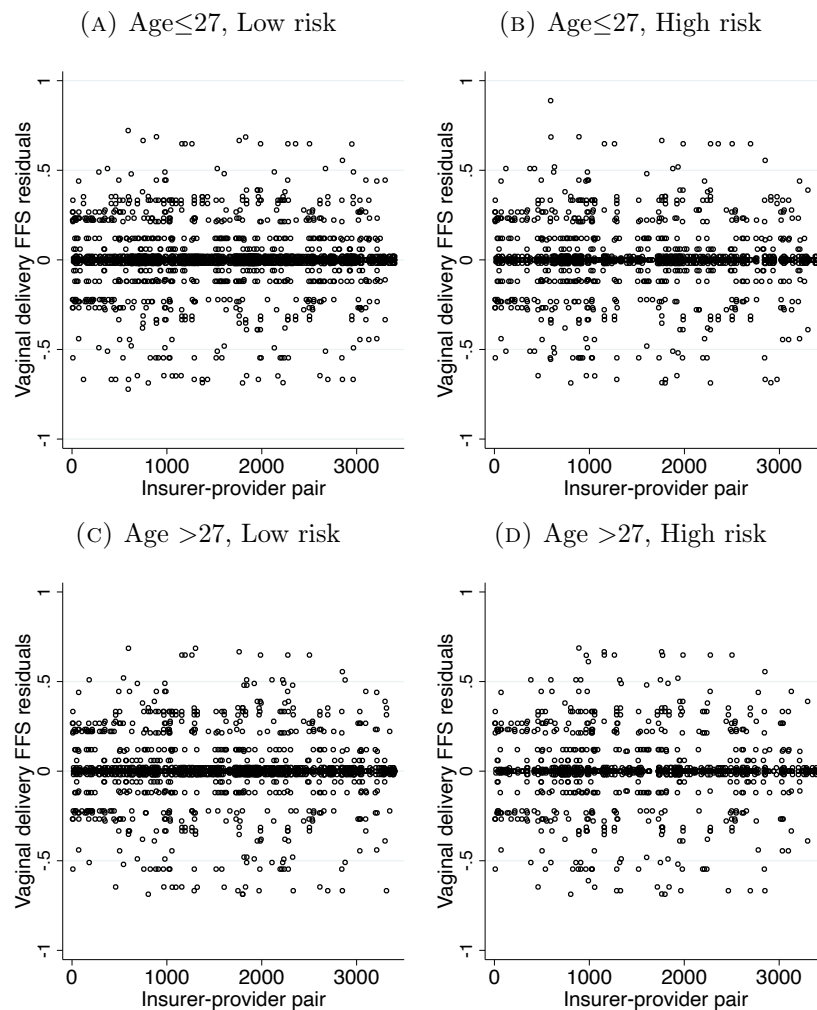 (A) Age≤27, Low risk
(B) Age≤27, High risk
Vaginal delivery FFS residuals
1
.5
0
-.5
-1
0 1000 2000 3000
Insurer-provider pair
Vaginal delivery FFS residuals
1
.5
0
-.5
-1
0 1000 2000 3000
Insurer-provider pair
(C) Age >27, Low risk
(D) Age >27, High risk
Vaginal delivery FFS residuals
1
.5
0
-.5
-1
0 1000 2000 3000
Insurer-provider pair
Vaginal delivery FFS residuals
1
.5
0
-.5
-1
0 1000 2000 3000
Insurer-provider pair